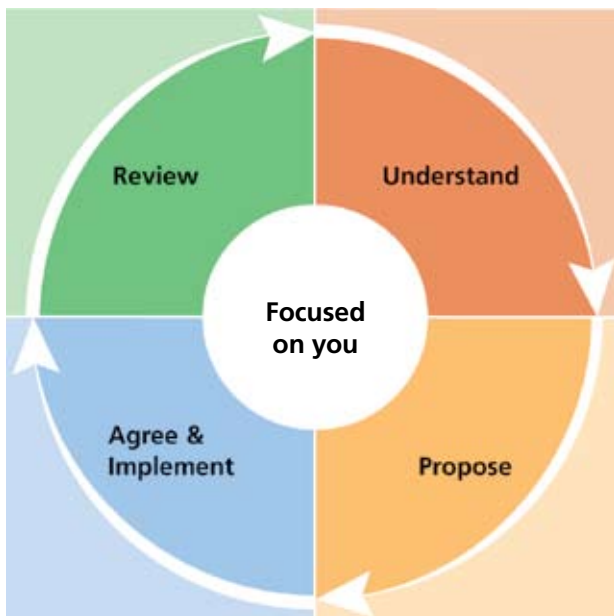 Review
Understand
Focused
on you
Agree &
Implement
Propose